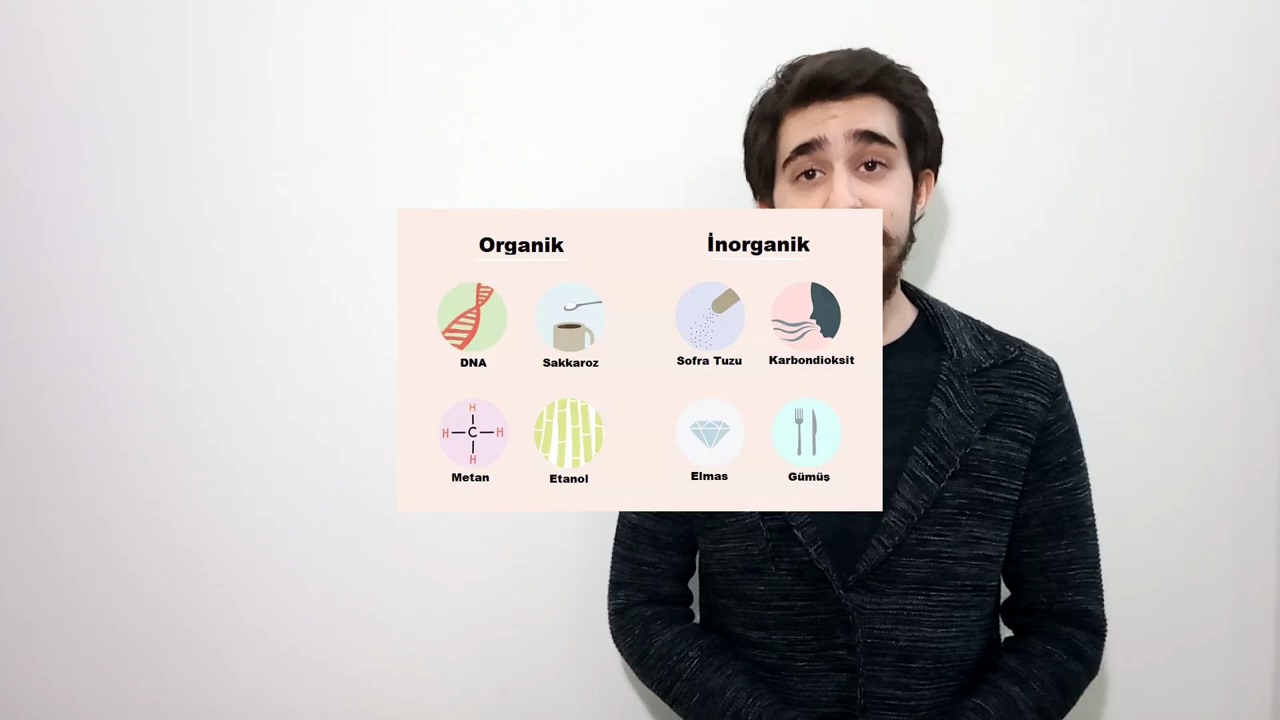 Organik
İnorganik
DNA
Sakkaroz
Sofra Tuzu
Karbondioksit
H
H C H
H
Metan
Etanol
Elmas
Gümüş